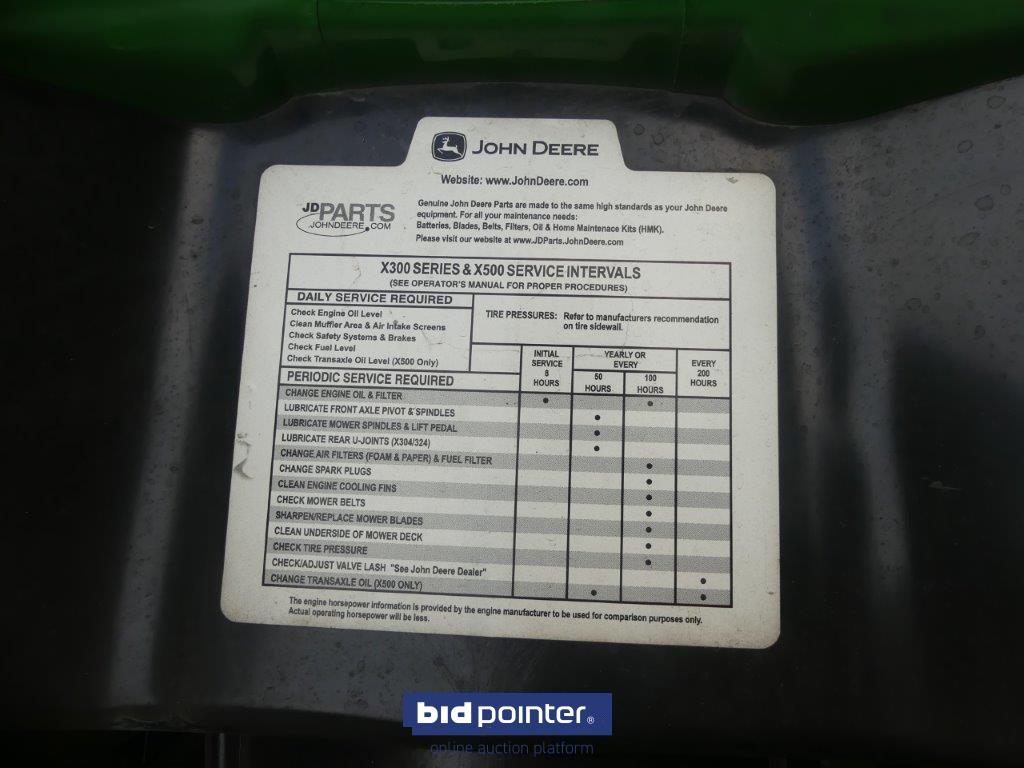 JOHN DEERE
Website: www.JohnDeere.com
JDPARTS
JOHNDEERE.COM
Genuine John Deere Parts are made to the same high standards as your John Deere
equipment. For all your maintenance needs:
Batteries, Blades, Belts, Filters, Oil & Home Maintenace Kits (HMK).
Please visit our website at www.JDParts.JohnDeere.com
X300 SERIES & X500 SERVICE INTERVALS
(SEE OPERATOR'S MANUAL FOR PROPER PROCEDURES)
DAILY SERVICE REQUIRED
Check Engine Oil Level
Clean Muffler Area & Air Intake Screens
Check Safety Systems & Brakes
Check Fuel Level
Check Transaxle Oil Level (X500 Only)
TIRE PRESSURES: Refer to manufacturers recommendation
on tire sidewall.
PERIODIC SERVICE REQUIRED
INITIAL
SERVICE
8
HOURS
YEARLY OR
EVERY
50
HOURS
100
HOURS
EVERY
200
HOURS
CHANGE ENGINE OIL & FILTER • •
LUBRICATE FRONT AXLE PIVOT & SPINDLES •
LUBRICATE MOWER SPINDLES & LIFT PEDAL •
LUBRICATE REAR U-JOINTS (X304/324) •
CHANGE AIR FILTERS (FOAM & PAPER) & FUEL FILTER •
CHANGE SPARK PLUGS •
CLEAN ENGINE COOLING FINS •
CHECK MOWER BELTS •
SHARPEN/REPLACE MOWER BLADES •
CLEAN UNDERSIDE OF MOWER DECK •
CHECK TIRE PRESSURE •
CHECK/ADJUST VALVE LASH "See John Deere Dealer" •
CHANGE TRANSAXLE OIL (X500 ONLY) • •
The engine horsepower information is provided by the engine manufacturer to be used for comparison purposes only.
Actual operating horsepower will be less.
bidpointer®
online auction platform